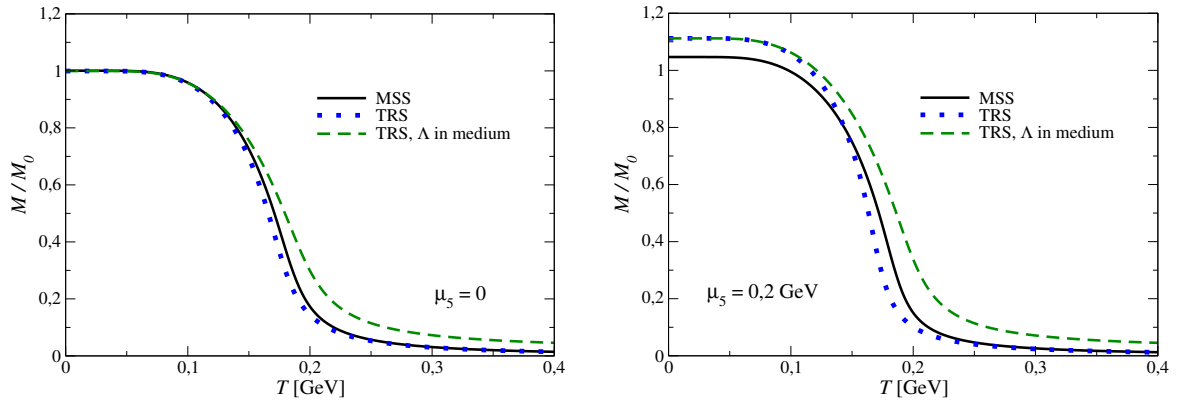 1,2
1
0,8
0,6
0,4
0,2
0
M / M0
MSS
TRS
TRS, Λ in medium
μ5 = 0
0 0,1 0,2 0,3 0,4
T [GeV]
1,2
1
0,8
0,6
0,4
0,2
0
M / M0
MSS
TRS
TRS, Λ in medium
μ5 = 0,2 GeV
0 0,1 0,2 0,3 0,4
T [GeV]